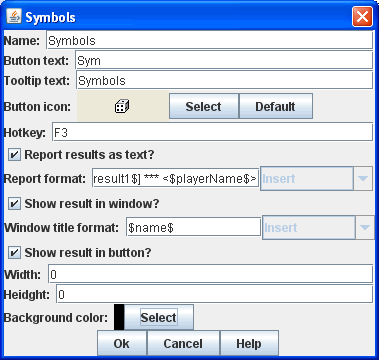 Symbols
Name: Symbols
Button text: Sym
Tooltip text: Symbols
Button icon: Select Default
Hotkey: F3
Report results as text?
Report format: result1$] *** <$playerName$> Insert
Show result in window?
Window title format: $name$ Insert
Show result in button?
Width: 0
Heidght: 0
Background color: Select
Ok Cancel Help